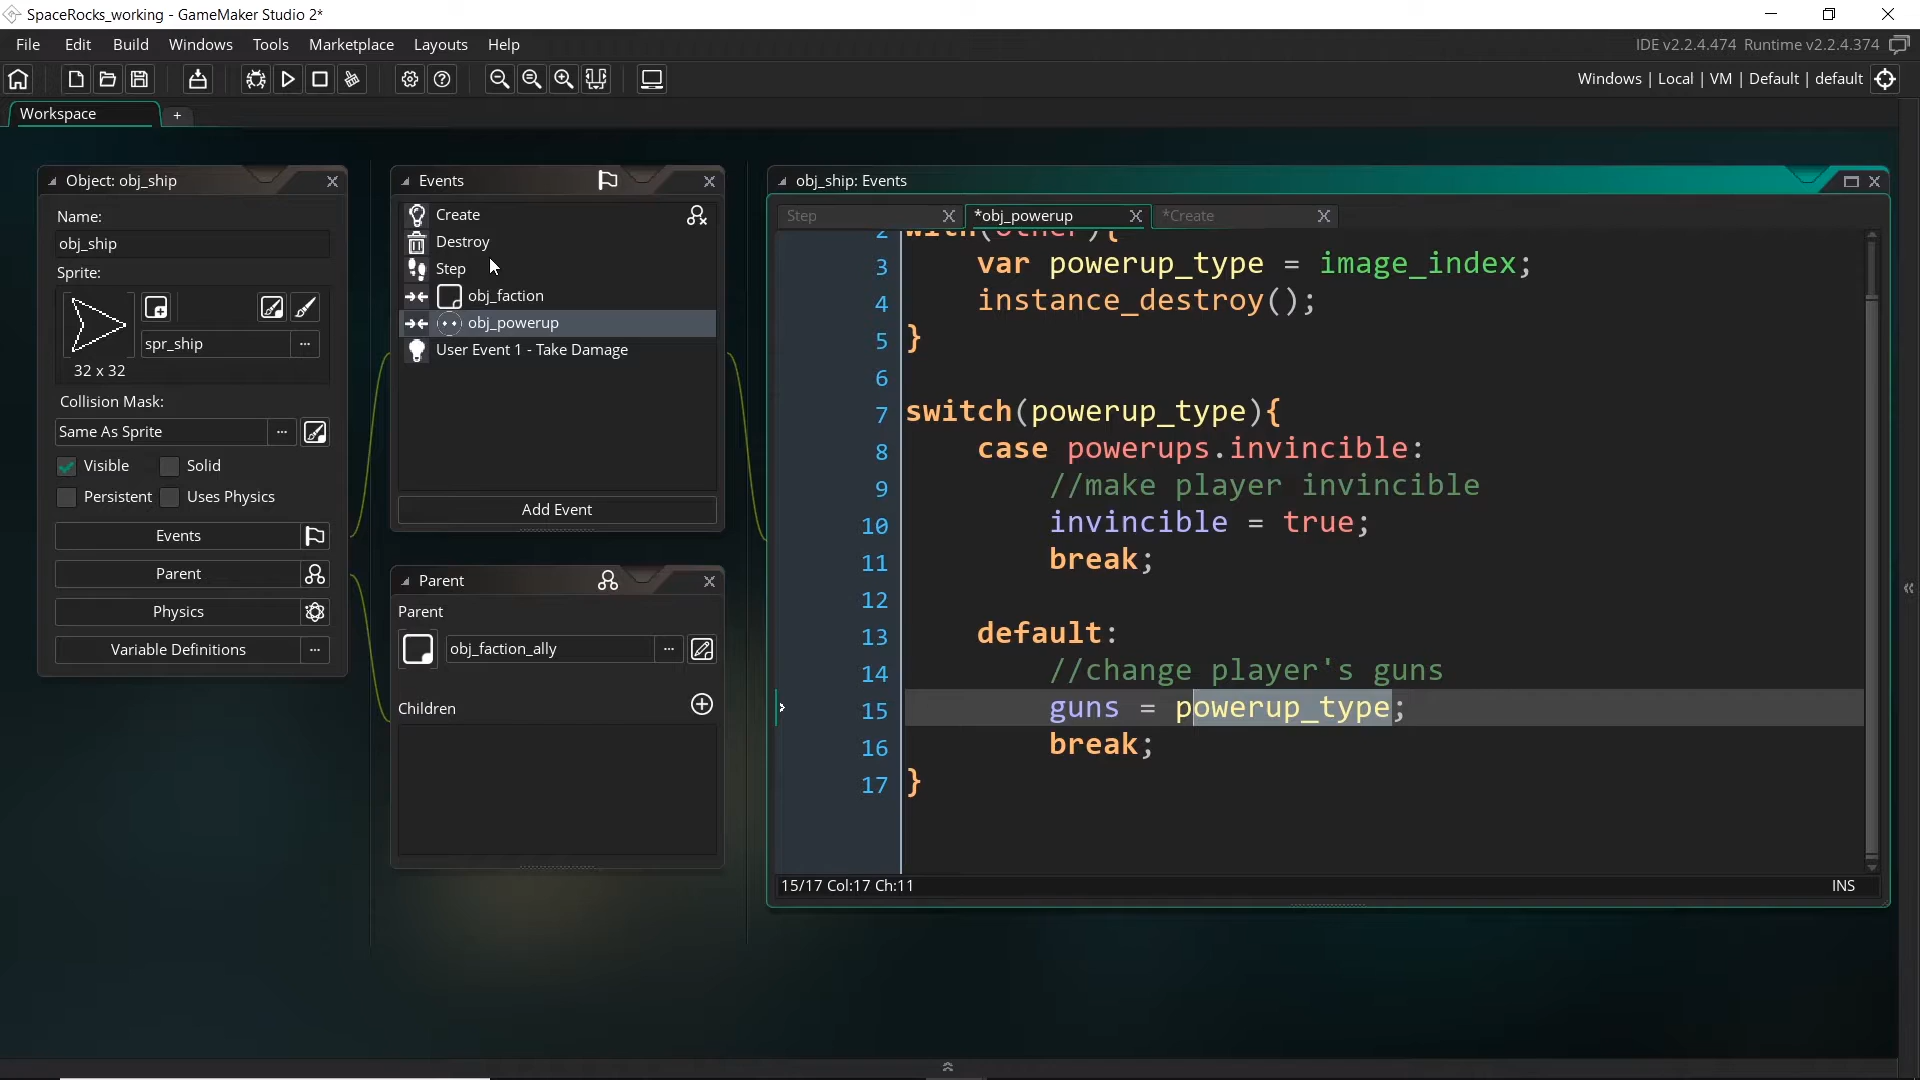 SpaceRocks_working - GameMaker Studio 2*
File Edit Build Windows Tools Marketplace Layouts Help
IDE v2.2.4.474 Runtime v2.2.4.374
Windows | Local | VM | Default | default
Workspace
+
Object: obj_ship
Name:
obj_ship
Sprite:
spr_ship
...
32 x 32
Collision Mask:
Same As Sprite
...
Visible
Solid
Persistent
Uses Physics
Events
Parent
Physics
Variable Definitions
...
Events
Create
Destroy
Step
obj_faction
obj_powerup
User Event 1 - Take Damage
Add Event
Parent
Parent
obj_faction_ally
...
Children
obj_ship: Events
Step
*obj_powerup
*Create
2 with(other){
3 var powerup_type = image_index;
4 instance_destroy();
5 }
6
7 switch(powerup_type){
8 case powerups.invincible:
9 //make player invincible
10 invincible = true;
11 break;
12
13 default:
14 //change player's guns
15 guns = powerup_type;
16 break;
17 }
15/17 Col:17 Ch:11
INS